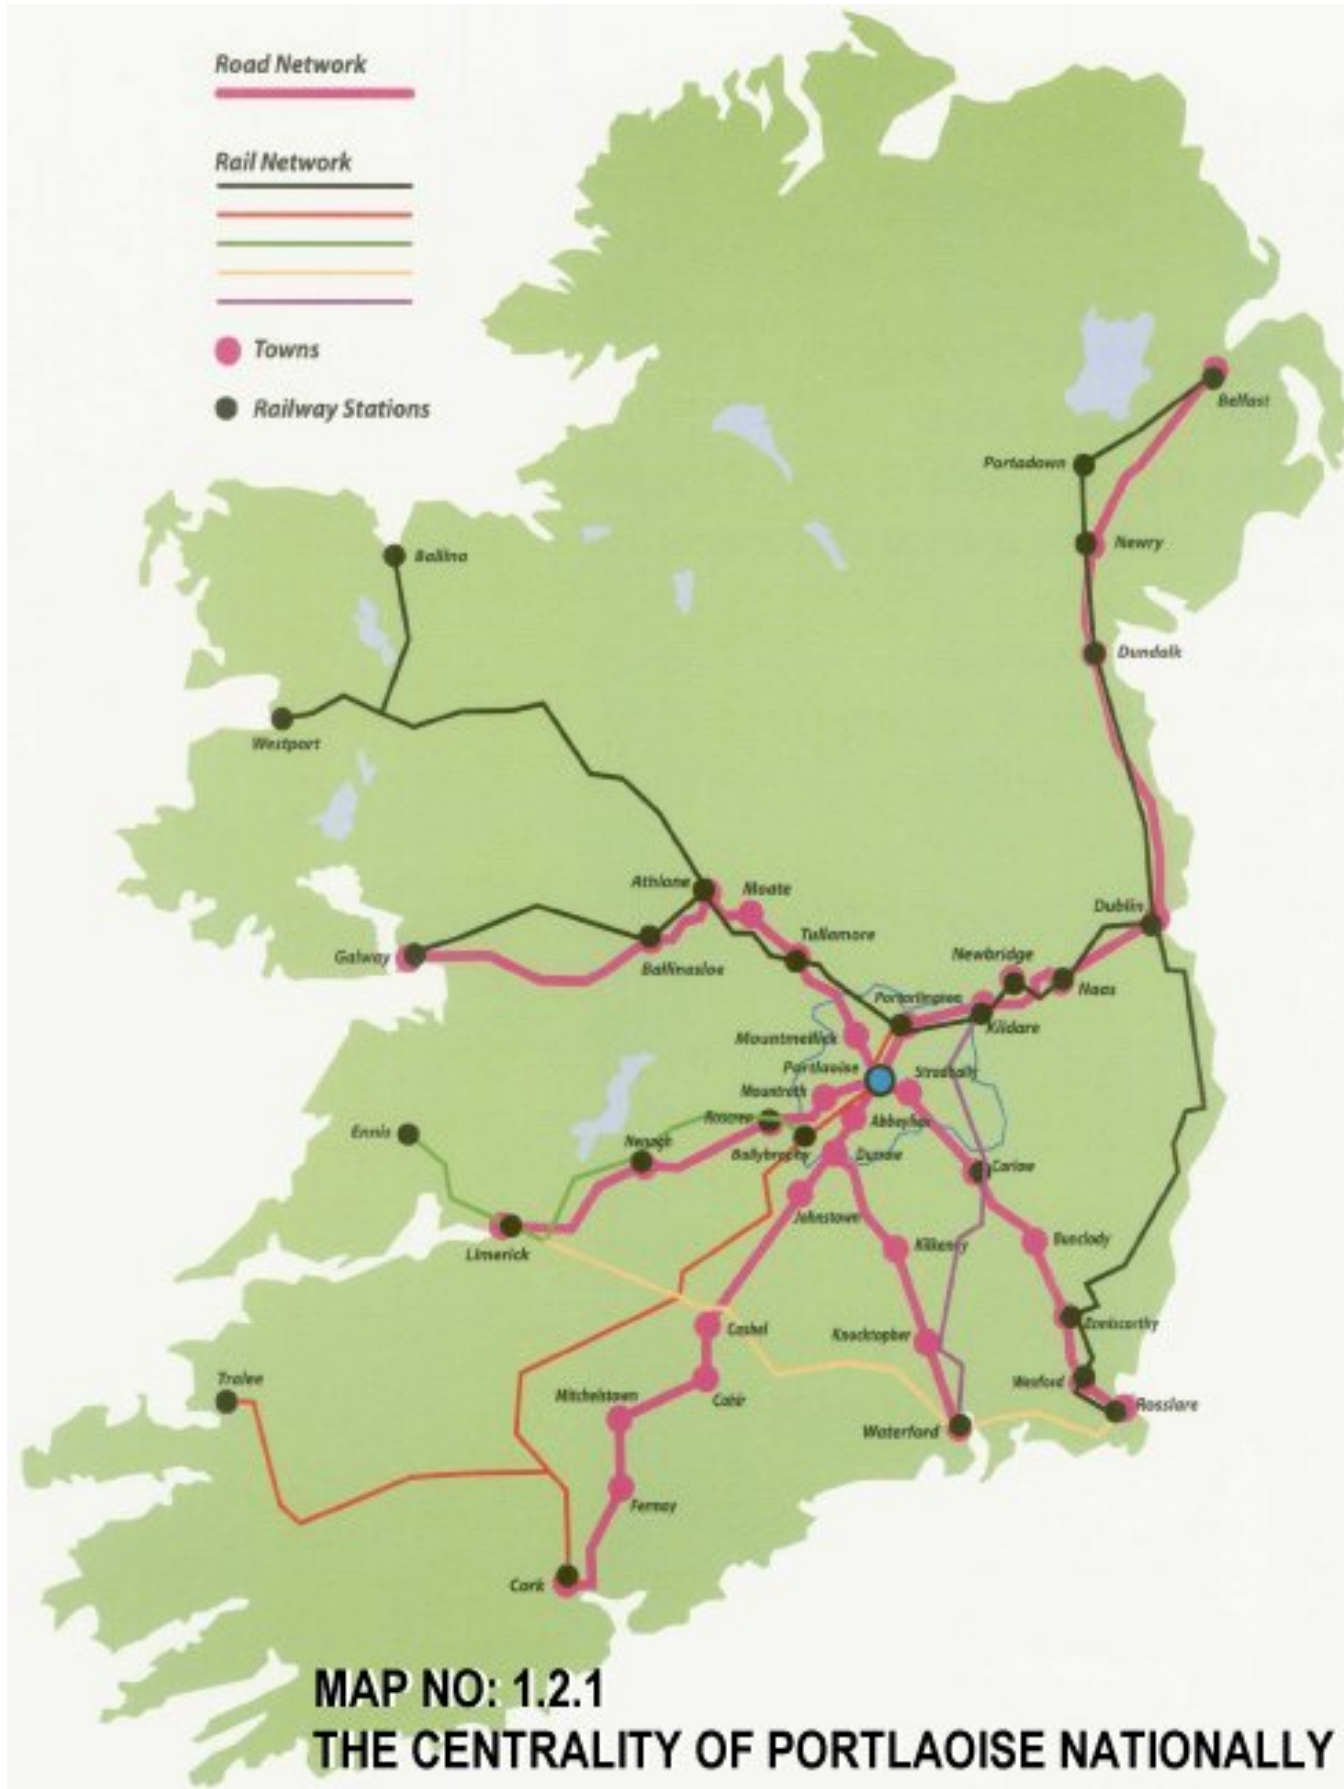 Road Network
Rail Network
Towns
Railway Stations
Belfast
Portadown
Newry
Ballina
Dundalk
Westport
Athlone
Moate
Dublin
Tullamore
Galway
Newbridge
Ballinasloe
Naas
Portarlington
Kildare
Mountmellick
Portlaoise
Stradbally
Mountrath
Roscrea
Abbeyliex
Ennis
Nenagh
Ballybrophy
Durrow
Carlow
Johnstown
Limerick
Kilkenny
Bunclody
Cashel
Knocktopher
Enniscorthy
Tralee
Mitchelstown
Cahir
Wexford
Rosslare
Waterford
Fermoy
Cork
MAP NO: 1.2.1
THE CENTRALITY OF PORTLAOISE NATIONALLY